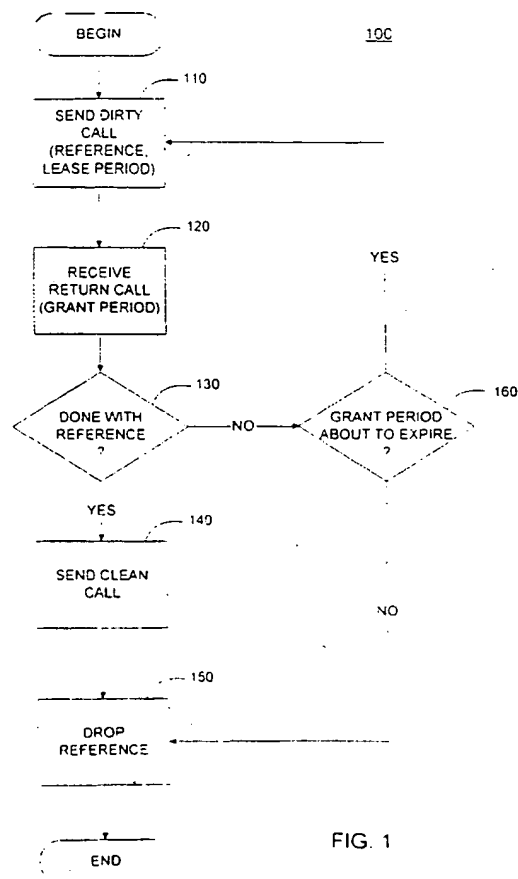 BEGIN
100
110
SEND DIRTY
CALL
(REFERENCE,
LEASE PERIOD)
120
RECEIVE
RETURN CALL
(GRANT PERIOD)
YES
130
DONE WITH
REFERENCE
?
NO
160
GRANT PERIOD
ABOUT TO EXPIRE.
?
YES
140
SEND CLEAN
CALL
NO
150
DROP
REFERENCE
END
FIG. 1